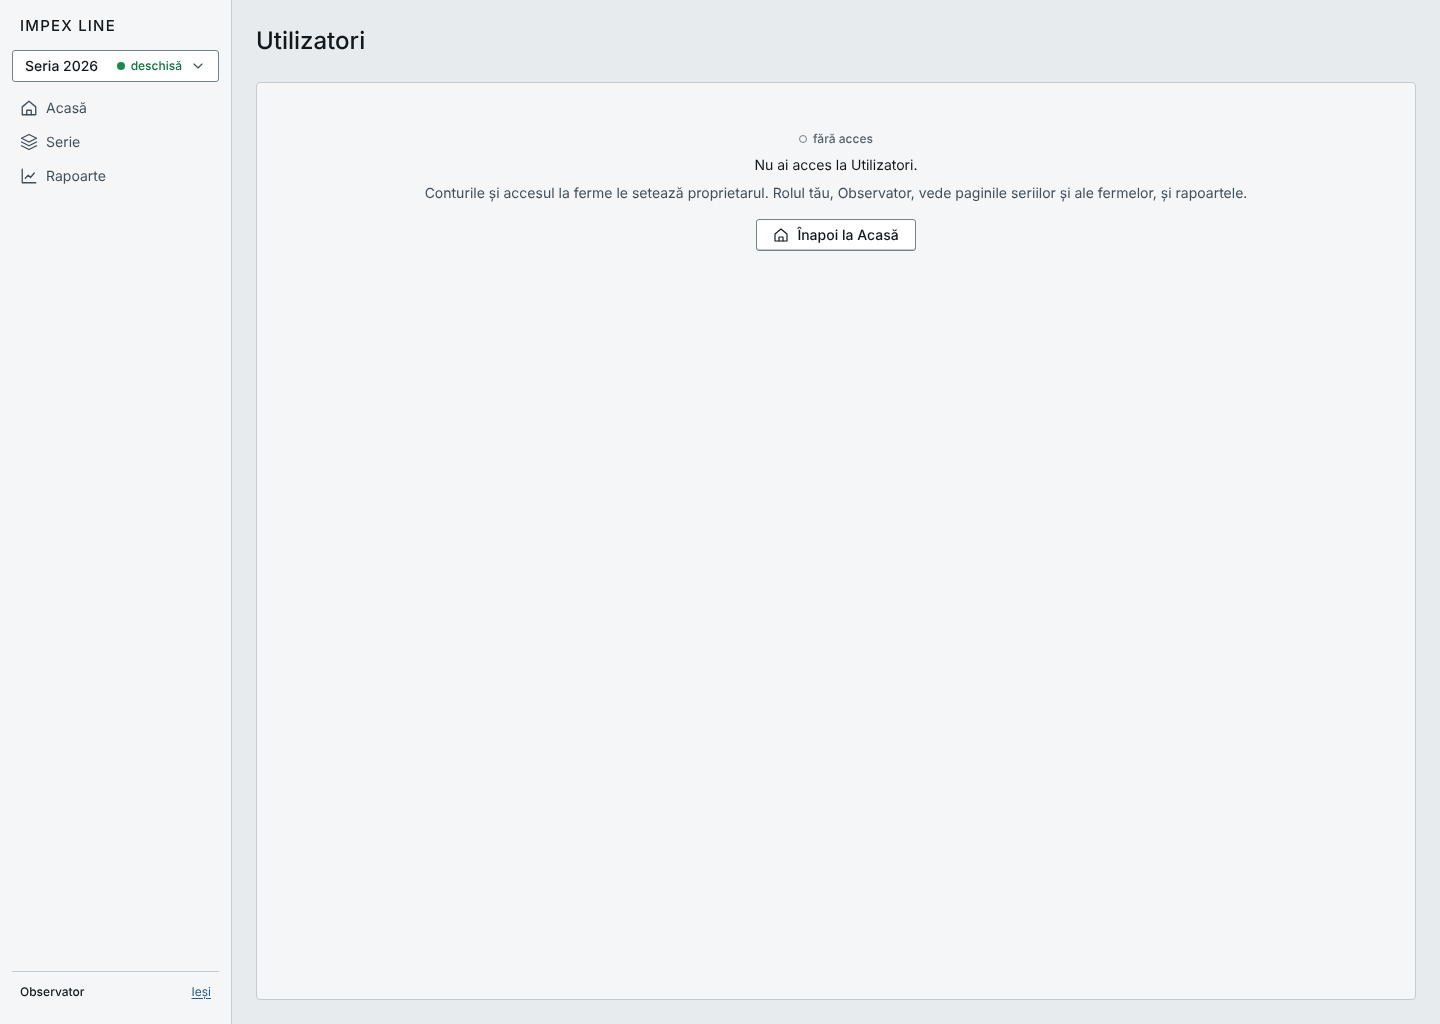 IMPEX LINE
Seria 2026 deschisă
Acasă
Serie
Rapoarte
Observator Ieși
Utilizatori
fără acces
Nu ai acces la Utilizatori.
Conturile și accesul la ferme le setează proprietarul. Rolul tău, Observator, vede paginile seriilor și ale fermelor, și rapoartele.
Înapoi la Acasă